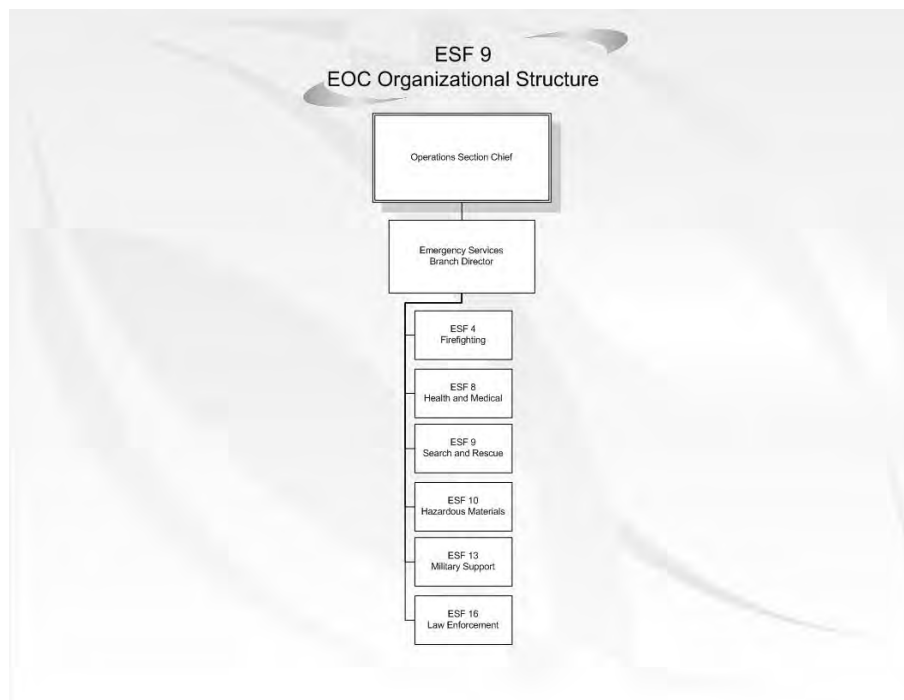 ESF 9
EOC Organizational Structure
Operations Section Chief
Emergency Services
Branch Director
ESF 4
Firefighting
ESF 8
Health and Medical
ESF 9
Search and Rescue
ESF 10
Hazardous Materials
ESF 13
Military Support
ESF 16
Law Enforcement